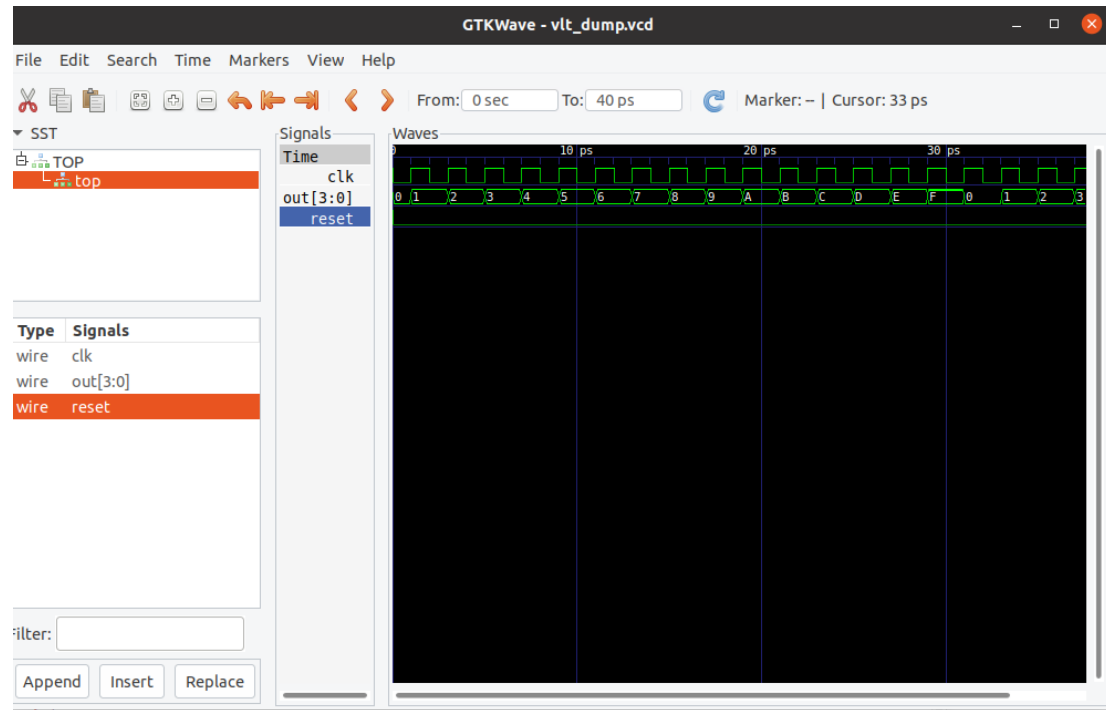 GTKWave - vlt_dump.vcd
File Edit Search Time Markers View Help
From: 0 sec To: 40 ps Marker: -- | Cursor: 33 ps
SST
TOP
top
Type Signals
wire clk
wire out[3:0]
wire reset
Filter:
Append Insert Replace
Signals
Time
clk
out[3:0]
reset
Waves
0 10 ps 20 ps 30 ps
0 1 2 3 4 5 6 7 8 9 A B C D E F 0 1 2 3